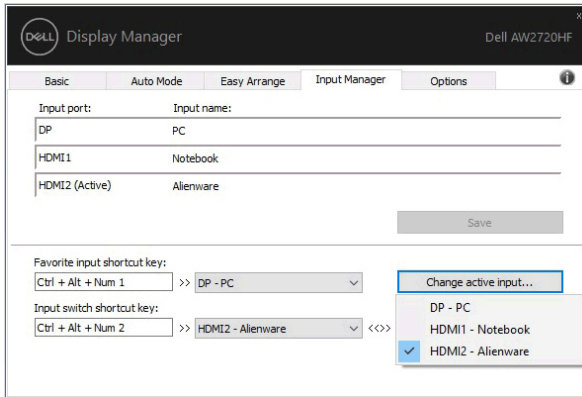 DELL Display Manager Dell AW2720HF
Basic Auto Mode Easy Arrange Input Manager Options i
Input port: Input name:
DP PC
HDMI1 Notebook
HDMI2 (Active) Alienware
Save
Favorite input shortcut key:
Ctrl + Alt + Num 1 >> DP - PC Change active input...
Input switch shortcut key:
Ctrl + Alt + Num 2 >> HDMI2 - Alienware <<>>
DP - PC
HDMI1 - Notebook
HDMI2 - Alienware